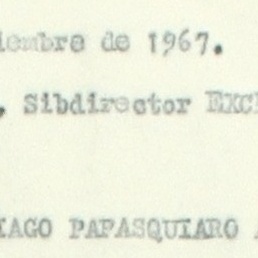 iembre de 1967.
, Sibdirector EXC
IAGO PAPASQUIARO